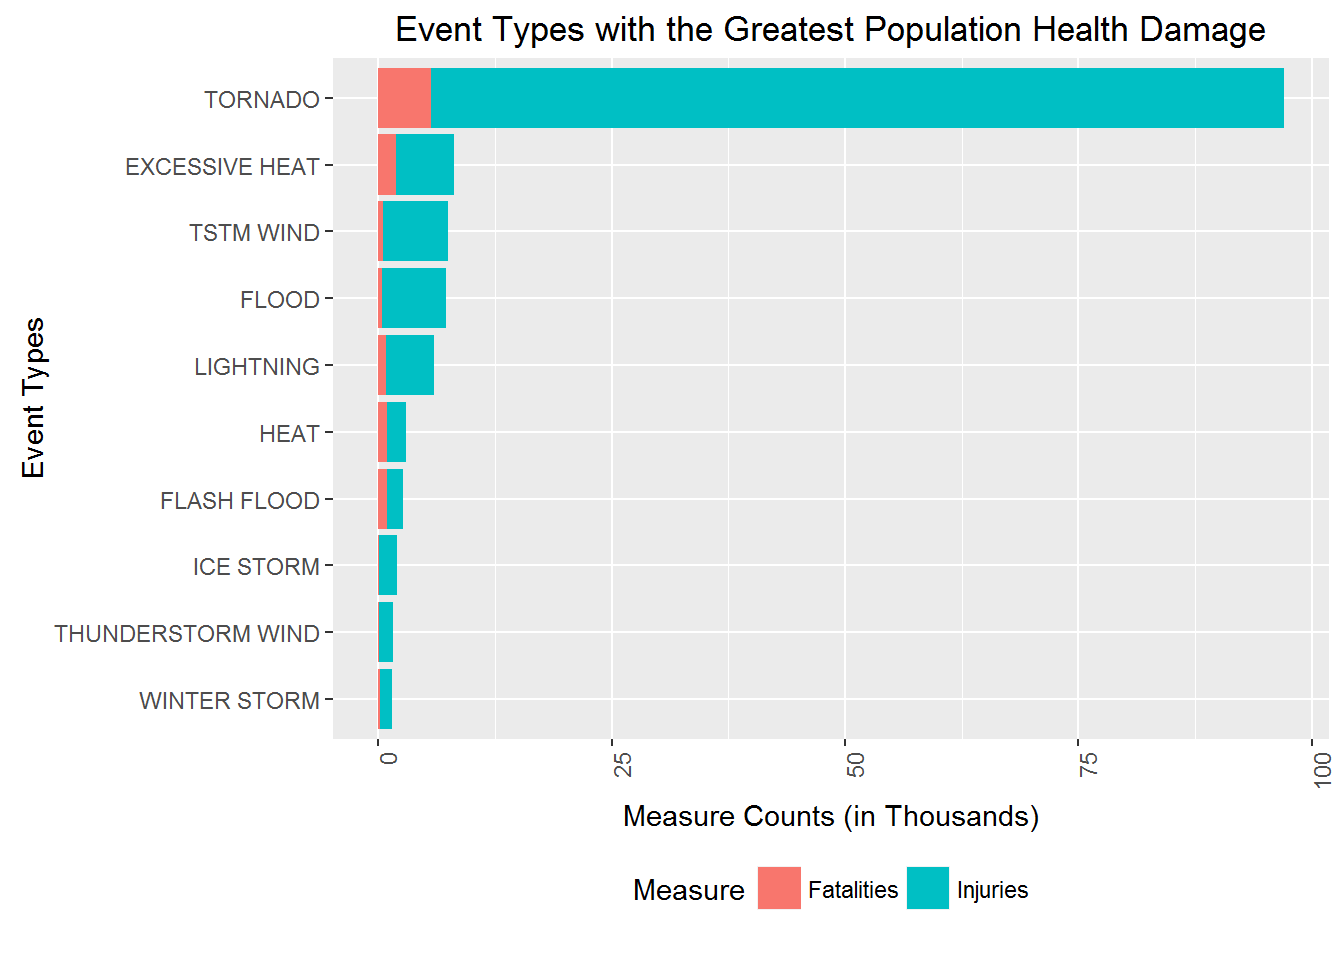 Event Types with the Greatest Population Health Damage
Event Types
TORNADO
EXCESSIVE HEAT
TSTM WIND
FLOOD
LIGHTNING
HEAT
FLASH FLOOD
ICE STORM
THUNDERSTORM WIND
WINTER STORM
0 25 50 75 100
Measure Counts (in Thousands)
Measure Fatalities Injuries